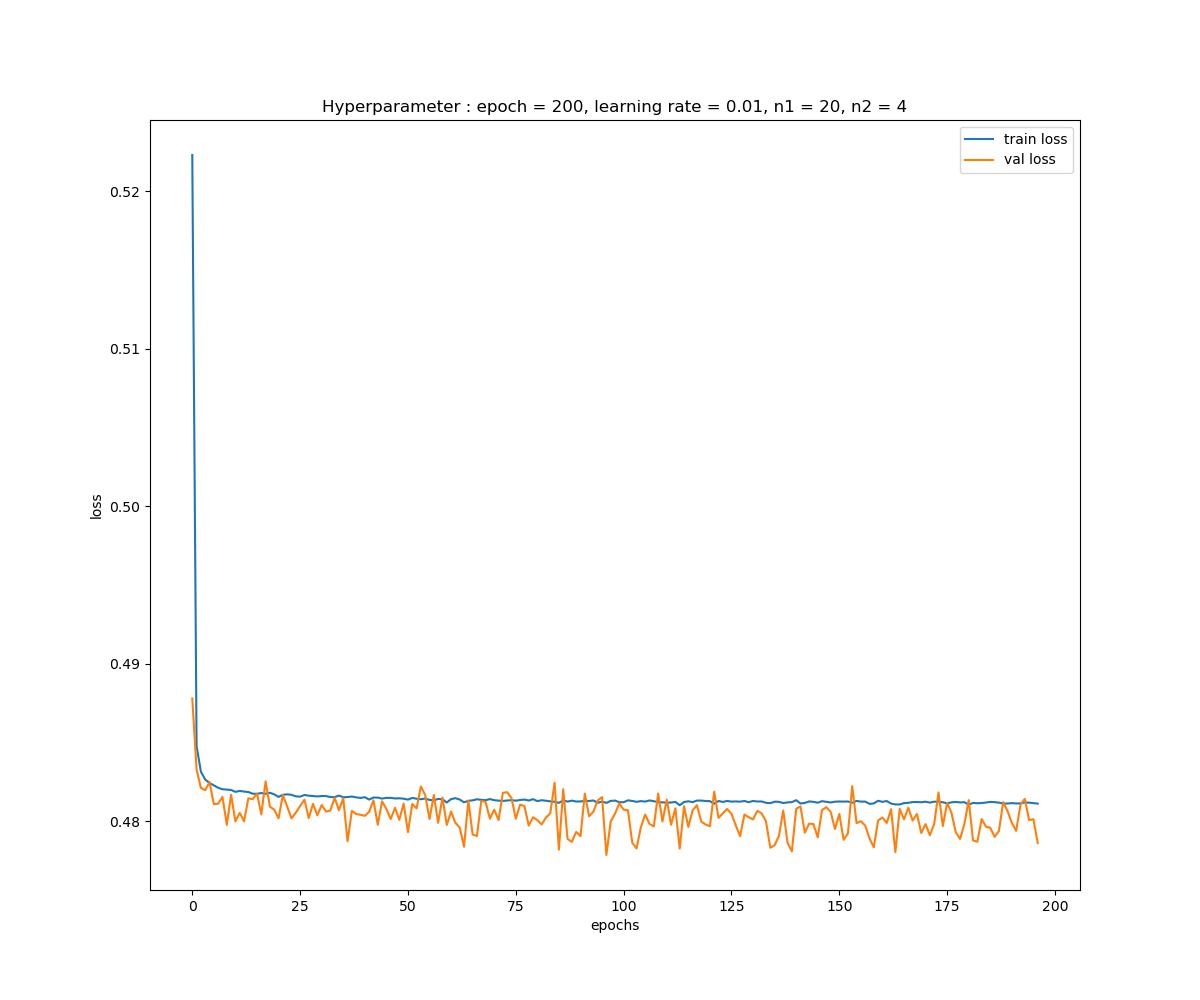 Hyperparameter : epoch = 200, learning rate = 0.01, n1 = 20, n2 = 4
train loss
val loss
0.52
0.51
0.50
0.49
0.48
loss
0 25 50 75 100 125 150 175 200
epochs